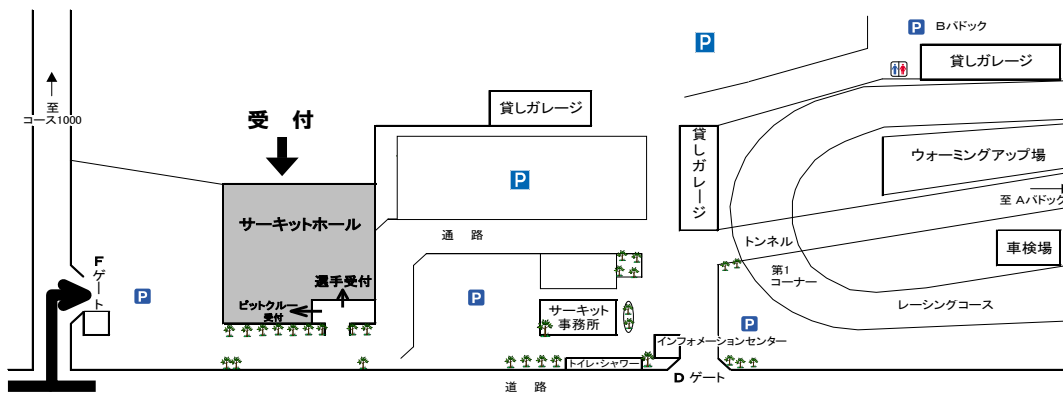 P Bパドック
P
貸しガレージ
至
コース1000
貸しガレージ
受 付
貸しガレージ
ウォーミングアップ場
P
至 Aパドック
サーキットホール
通 路
トンネル
車検場
Fゲート
第1
コーナー
選手受付
P
P
ピットクルー
受付
レーシングコース
サーキット
事務所
P
インフォメーションセンター
トイレ・シャワー
D ゲート
道 路